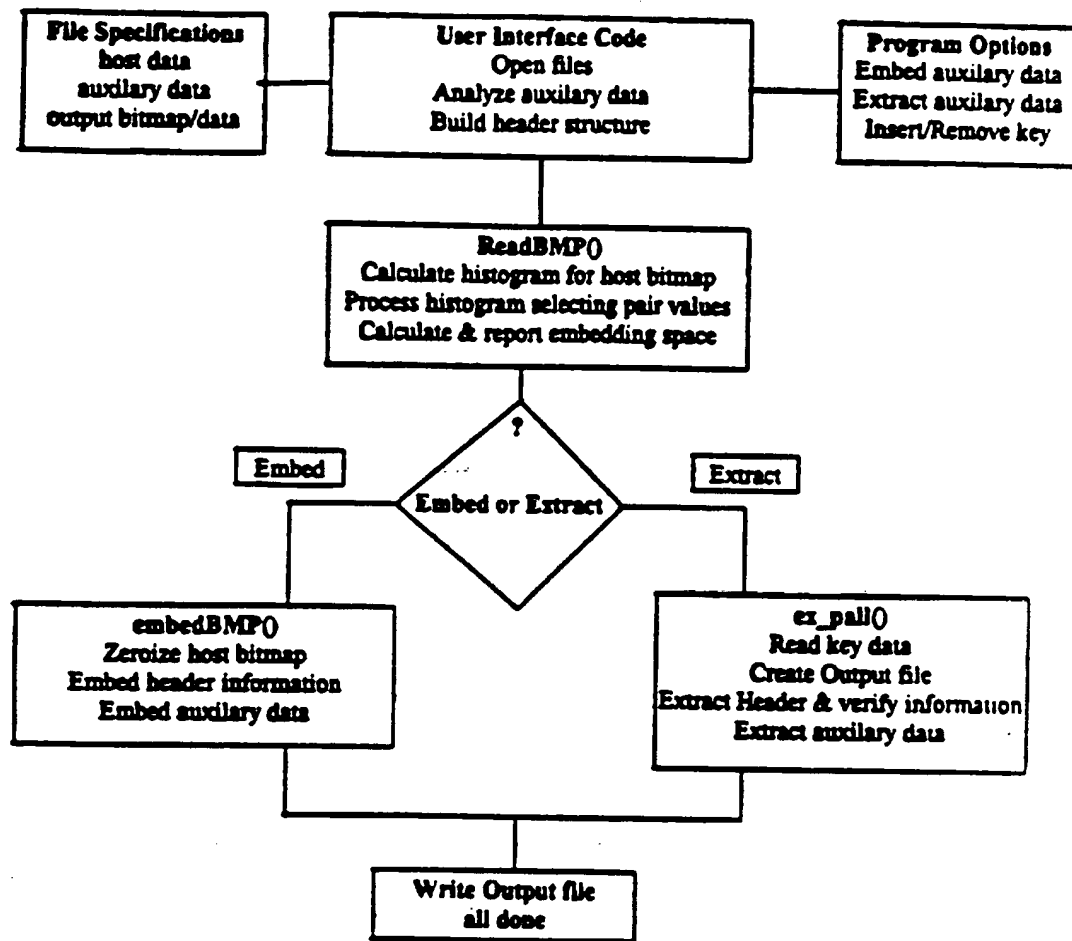 File Specifications
host data
auxilary data
output bitmap/data
User Interface Code
Open files
Analyze auxilary data
Build header structure
Program Options
Embed auxilary data
Extract auxilary data
Insert/Remove key
ReadBMP()
Calculate histogram for host bitmap
Process histogram selecting pair values
Calculate & report embedding space
?
Embed or Extract
Embed
Extract
embedBMP()
Zeroize host bitmap
Embed header information
Embed auxilary data
ex_pall()
Read key data
Create Output file
Extract Header & verify information
Extract auxilary data
Write Output file
all done